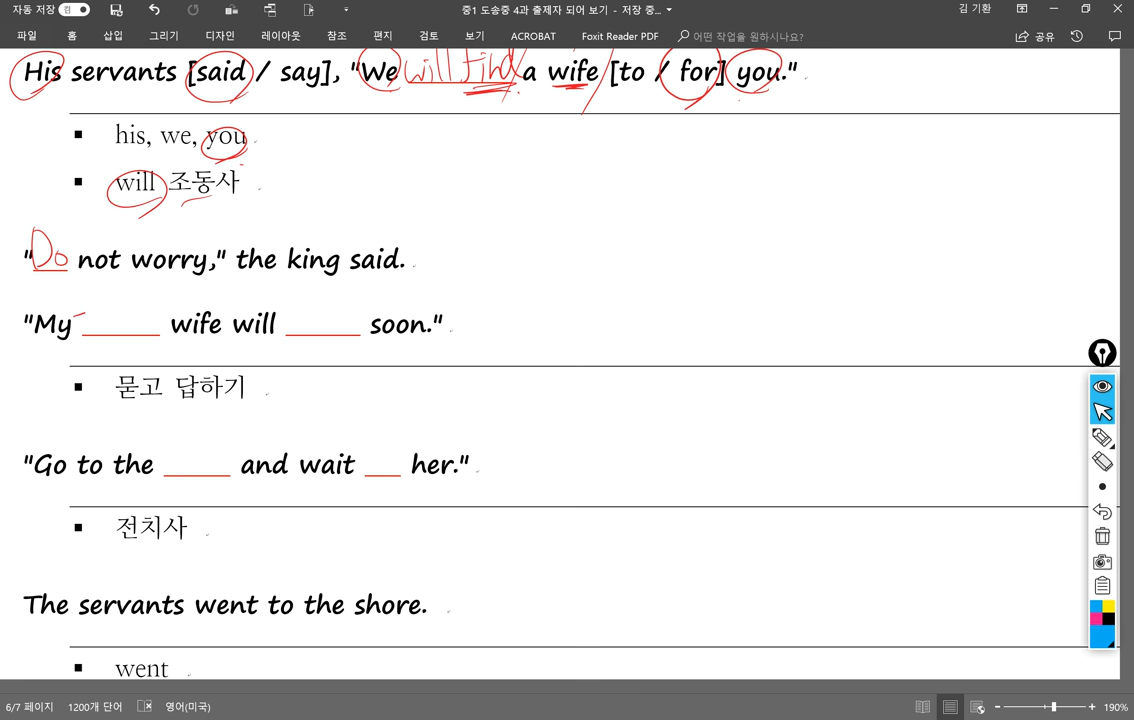 자동 저장 컴 중1 도송중 4과 출제자 되어 보기 - 저장 중... 김 기환
파일 홈 삽입 그리기 디자인 레이아웃 참조 편지 검토 보기 ACROBAT Foxit Reader PDF 어떤 작업을 원하시나요? 공유
His servants [said / say], "We will find a wife [to / for] you."
■ his, we, you
■ will 조동사
"Do not worry," the king said.
"My ______ wife will ______ soon."
■ 묻고 답하기
"Go to the _____ and wait ___ her."
■ 전치사
The servants went to the shore.
■ went
6/7 페이지 1200개 단어 영어(미국) 190%